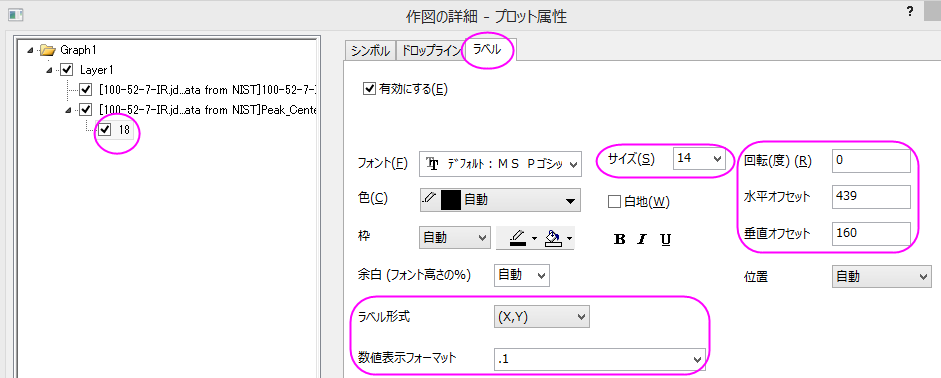 作図の詳細 - プロット属性
?
Graph1
Layer1
[100-52-7-IR.jd...ata from NIST]100-52-7-I
[100-52-7-IR.jd...ata from NIST]Peak_Cente
18
シンボル ドロップライン ラベル
有効にする(E)
フォント(F) デフォルト:ＭＳ Ｐゴシッ サイズ(S) 14 回転(度) (R) 0
色(C) 自動 白地(W) 水平オフセット 439
枠 自動 B I U 垂直オフセット 160
余白 (フォント高さの%) 自動 位置 自動
ラベル形式 (X,Y)
数値表示フォーマット .1